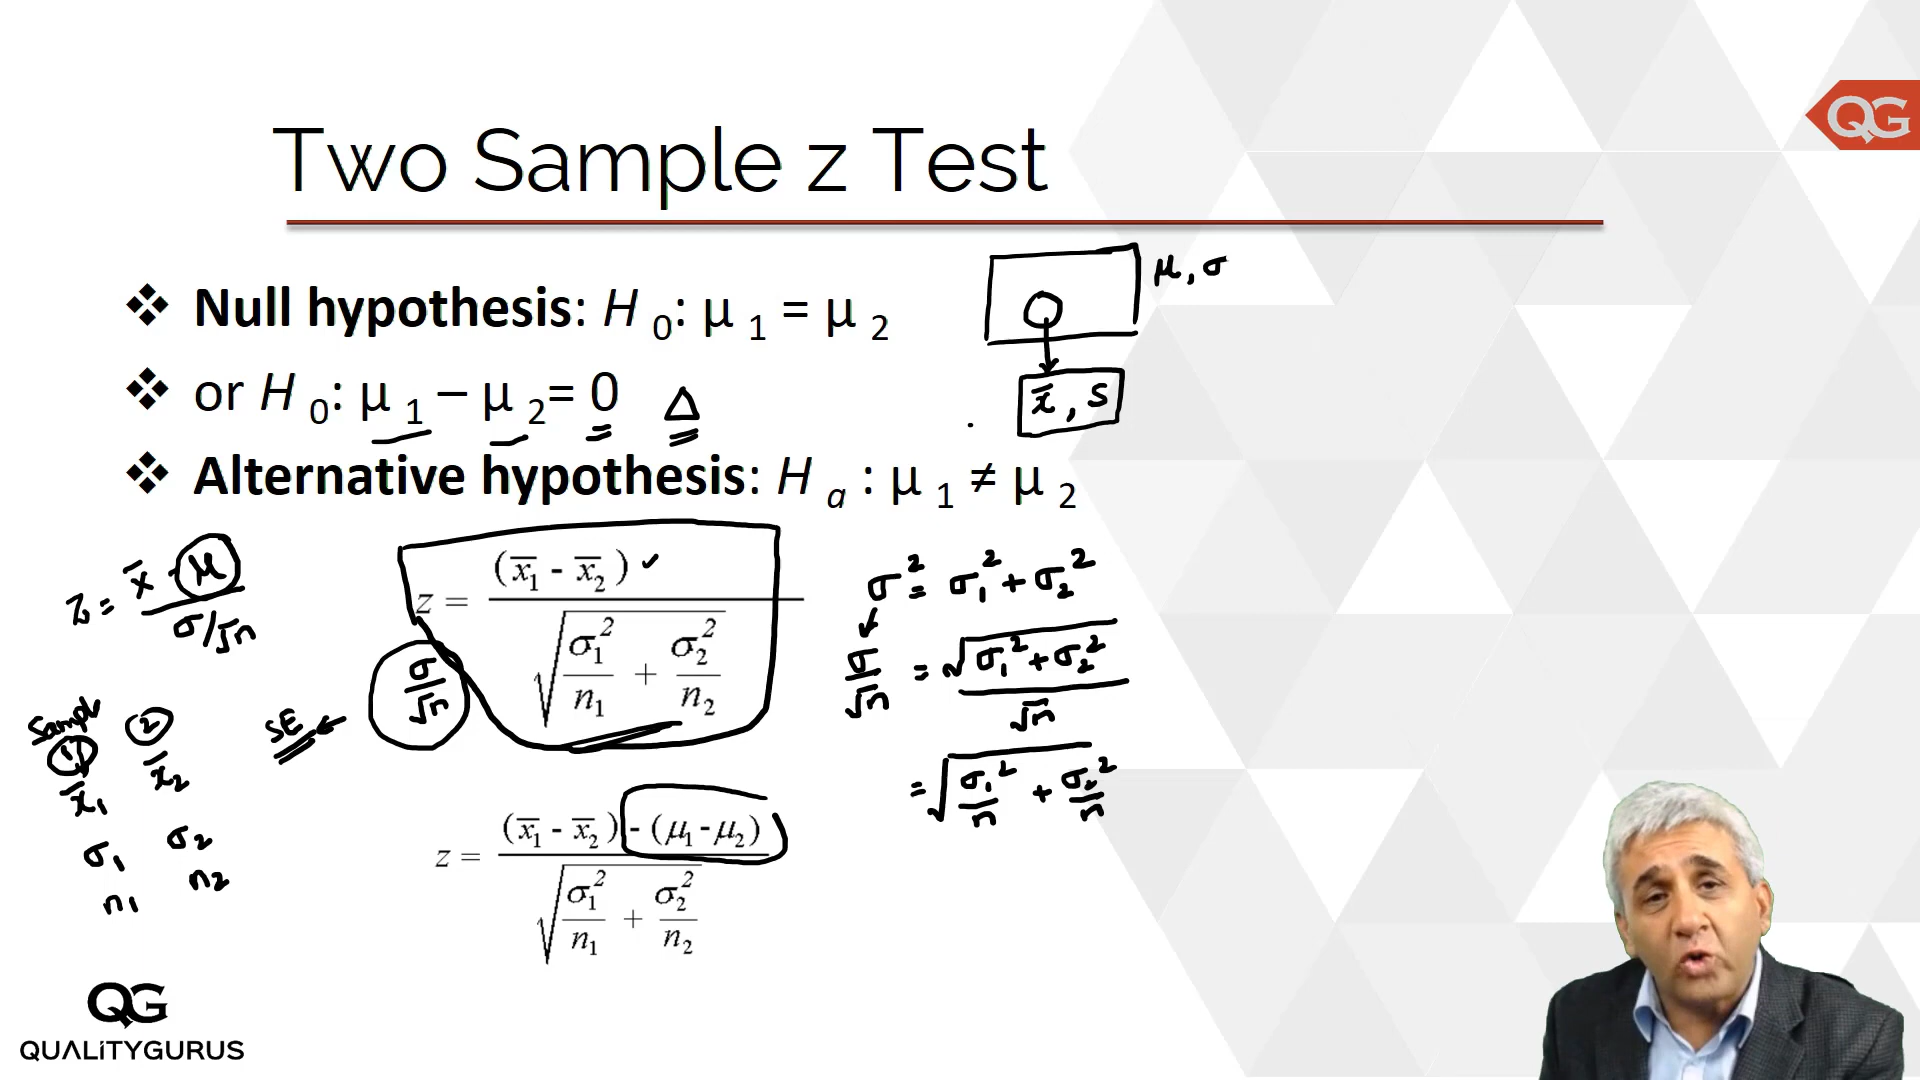 QG
Two Sample z Test
❖ Null hypothesis: H 0: μ 1 = μ 2
❖ or H 0: μ 1 – μ 2= 0 Δ
❖ Alternative hypothesis: H a : μ 1 ≠ μ 2
μ, σ
x̄, s
z = x̄ - μ / σ/√n
z = (x̄₁ - x̄₂) ✓ / √(σ₁²/n₁ + σ₂²/n₂)
σ/√n
SE ←
σ² = σ₁² + σ₂²
σ/√n = √(σ₁² + σ₂²) / √n
= √(σ₁²/n + σ₂²/n)
Sample
1 2
x̄₁ x̄₂
σ₁ σ₂
n₁ n₂
z = (x̄₁ - x̄₂) - (μ₁ - μ₂) / √(σ₁²/n₁ + σ₂²/n₂)
QG
QUALITYGURUS